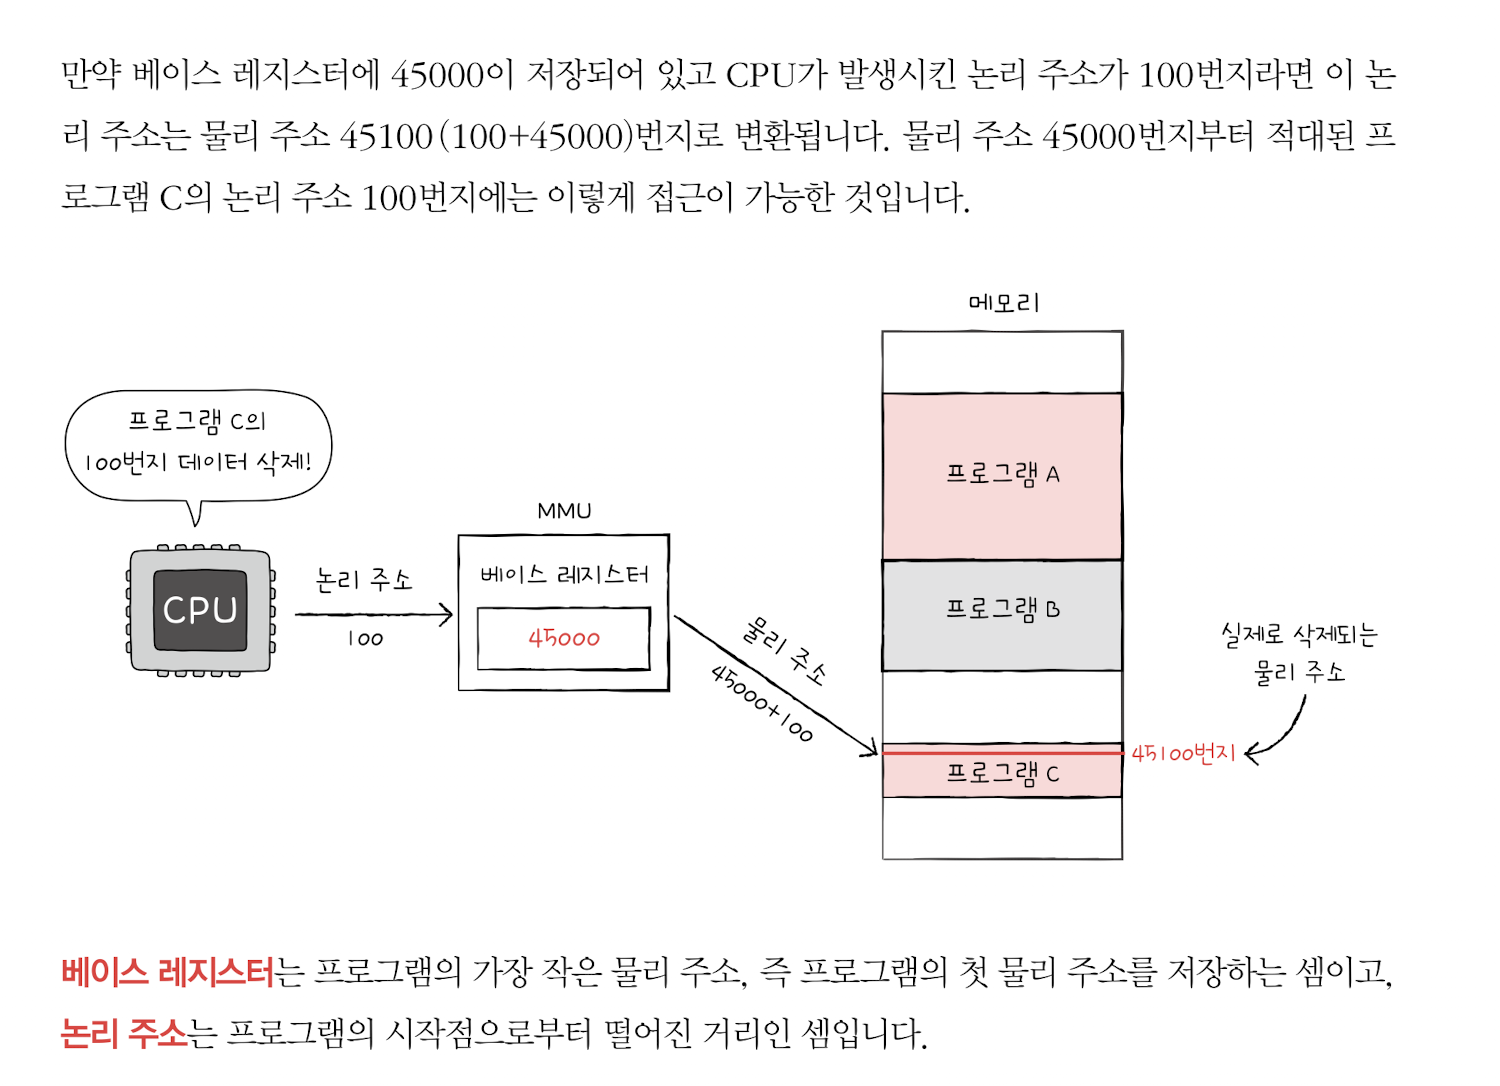 만약 베이스 레지스터에 45000이 저장되어 있고 CPU가 발생시킨 논리 주소가 100번지라면 이 논
리 주소는 물리 주소 45100(100+45000)번지로 변환됩니다. 물리 주소 45000번지부터 적대된 프
로그램 C의 논리 주소 100번지에는 이렇게 접근이 가능한 것입니다.
메모리
프로그램 C의
100번지 데이터 삭제!
프로그램 A
MMU
베이스 레지스터
CPU
논리 주소
100
45000
물리 주소
45000+100
프로그램 B
실제로 삭제되는
물리 주소
45100번지
프로그램 C
베이스 레지스터는 프로그램의 가장 작은 물리 주소, 즉 프로그램의 첫 물리 주소를 저장하는 셈이고,
논리 주소는 프로그램의 시작점으로부터 떨어진 거리인 셈입니다.